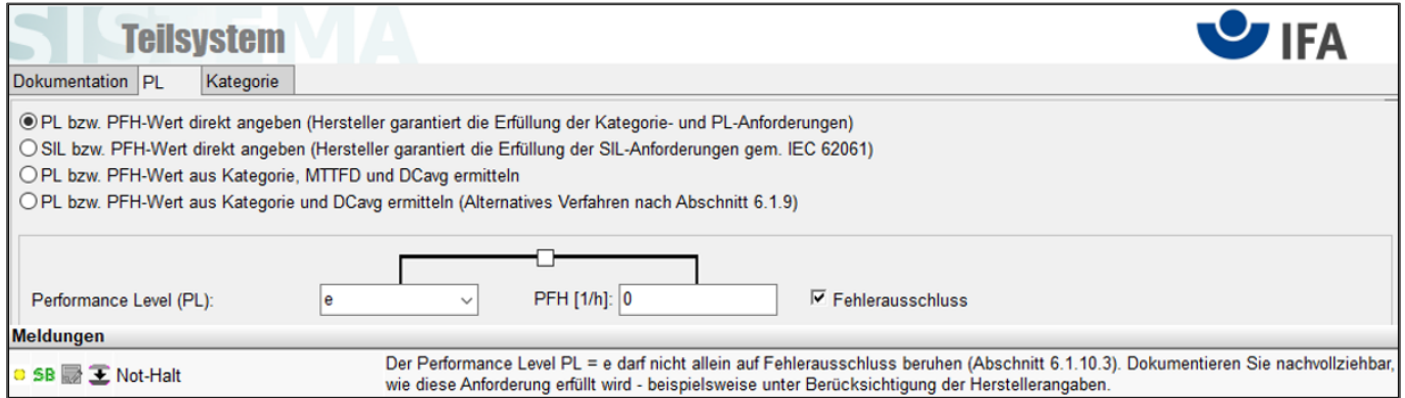 SISTEMA
Teilsystem
IFA
Dokumentation PL Kategorie
PL bzw. PFH-Wert direkt angeben (Hersteller garantiert die Erfüllung der Kategorie- und PL-Anforderungen)
SIL bzw. PFH-Wert direkt angeben (Hersteller garantiert die Erfüllung der SIL-Anforderungen gem. IEC 62061)
PL bzw. PFH-Wert aus Kategorie, MTTFD und DCavg ermitteln
PL bzw. PFH-Wert aus Kategorie und DCavg ermitteln (Alternatives Verfahren nach Abschnitt 6.1.9)
Performance Level (PL): e PFH [1/h]: 0 Fehlerausschluss
Meldungen
SB Not-Halt
Der Performance Level PL = e darf nicht allein auf Fehlerausschluss beruhen (Abschnitt 6.1.10.3). Dokumentieren Sie nachvollziehbar,
wie diese Anforderung erfüllt wird - beispielsweise unter Berücksichtigung der Herstellerangaben.